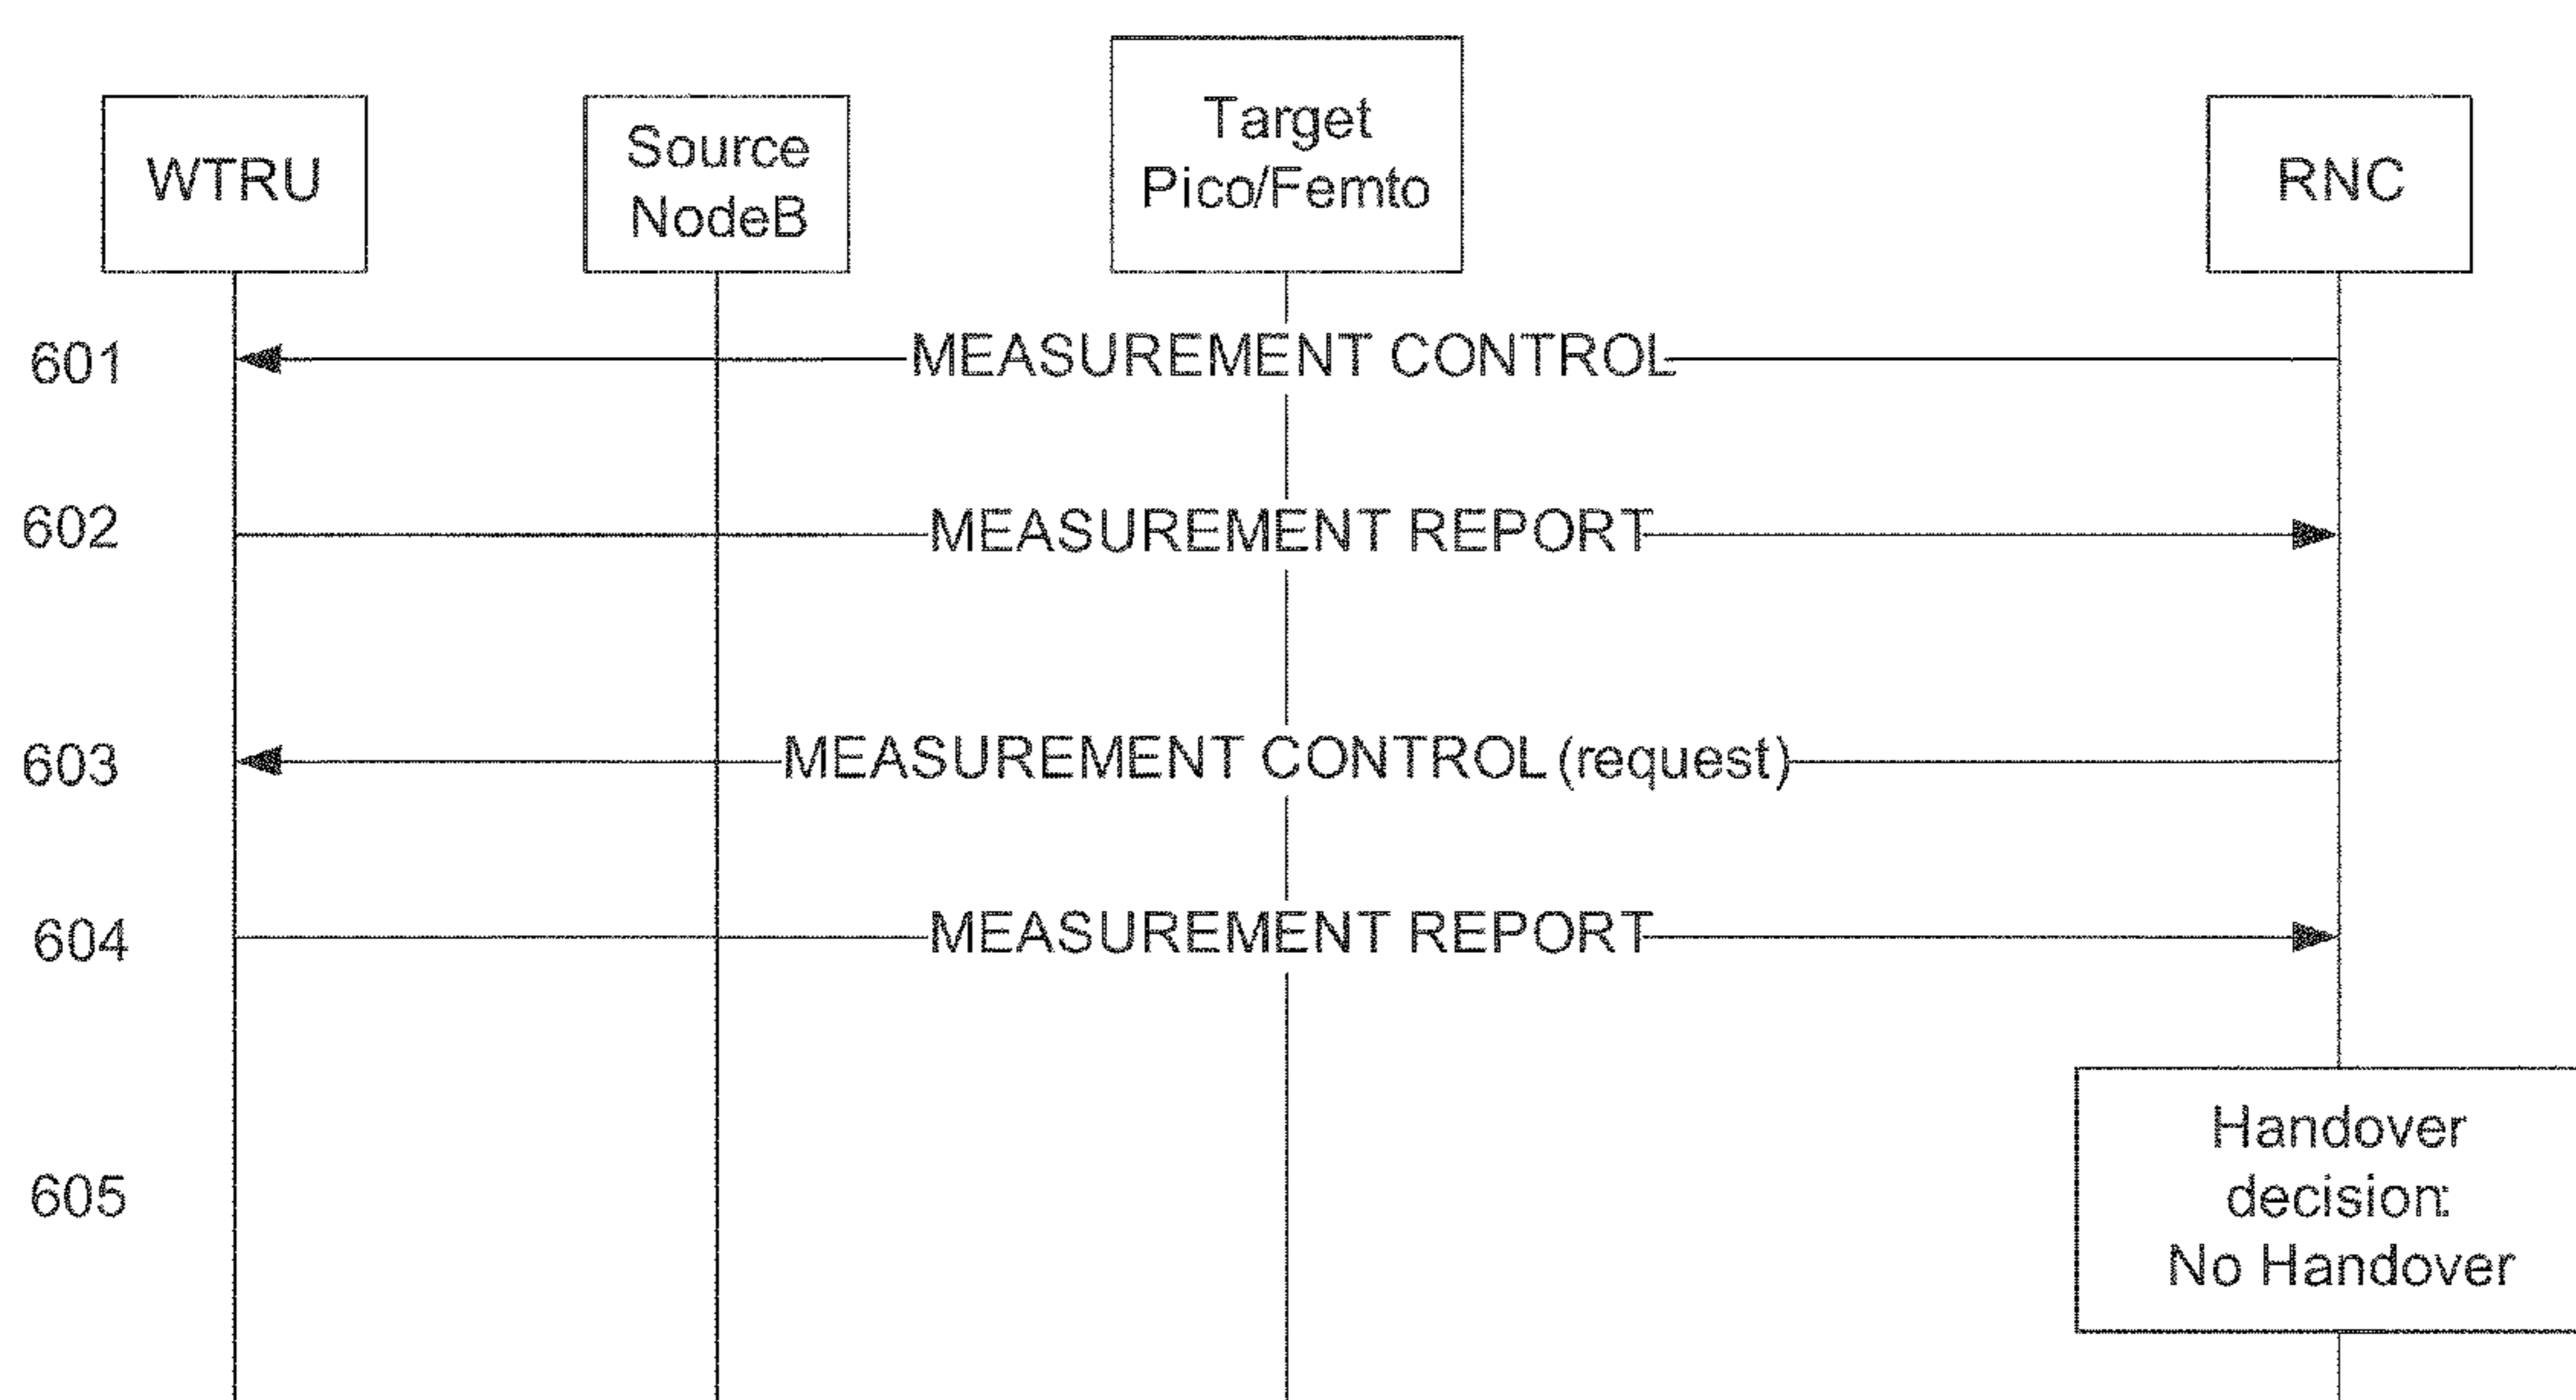 WTRU
Source
NodeB
Target
Pico/Femto
RNC
601
MEASUREMENT CONTROL
602
MEASUREMENT REPORT
603
MEASUREMENT CONTROL (request)
604
MEASUREMENT REPORT
605
Handover
decision:
No Handover